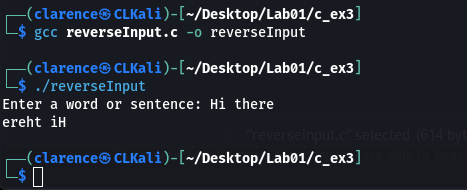 ┌──(clarence㉿CLKali)-[~/Desktop/Lab01/c_ex3]
└─$ gcc reverseInput.c -o reverseInput
┌──(clarence㉿CLKali)-[~/Desktop/Lab01/c_ex3]
└─$ ./reverseInput
Enter a word or sentence: Hi there
ereht iH
"reverseInput.c" selected (614 byt
┌──(clarence㉿CLKali)-[~/Desktop/Lab01/c_ex3]
└─$